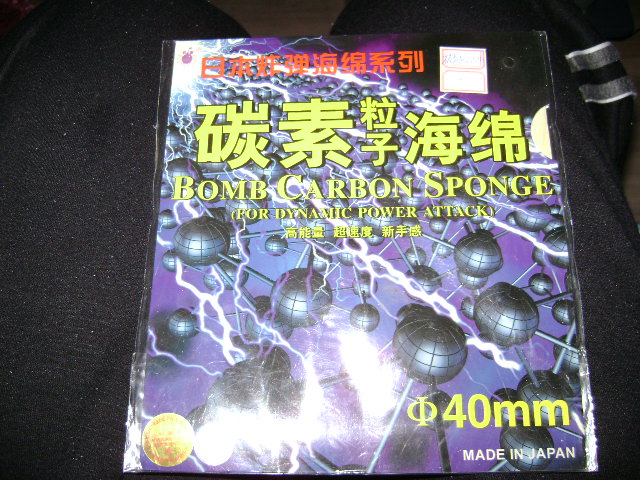 日本炸弹海绵系列
碳素粒子海绵
BOMB CARBON SPONGE
(FOR DYNAMIC POWER ATTACK)
高能量 超速度 新手感
Φ40mm
MADE IN JAPAN